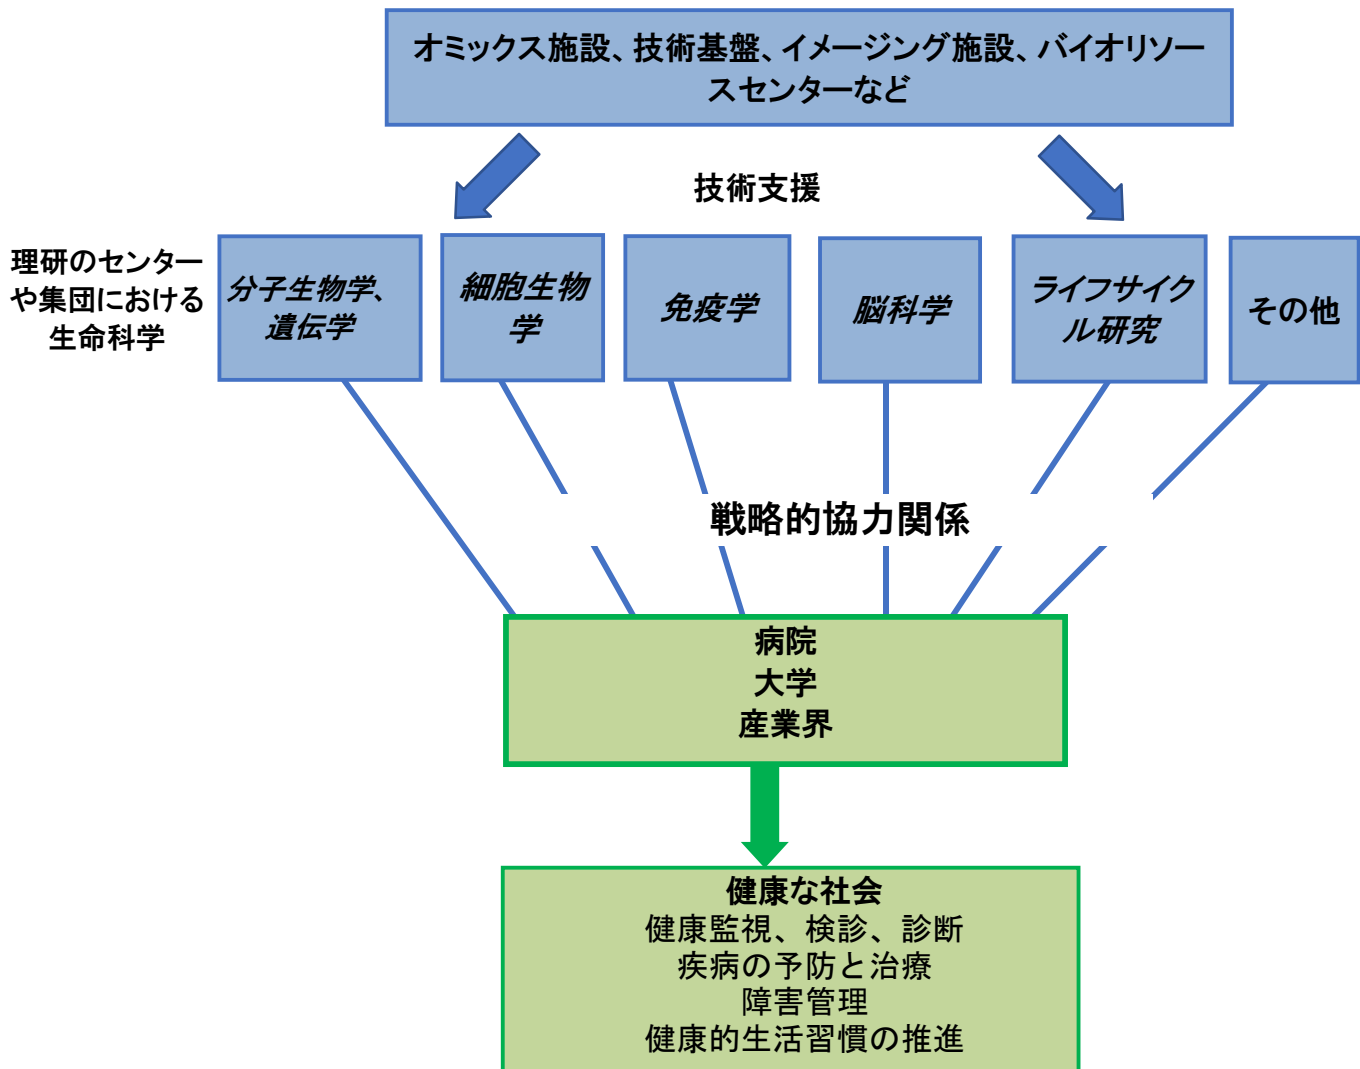 オミックス施設、技術基盤、イメージング施設、バイオリソー
スセンターなど
技術支援
理研のセンター
や集団における
生命科学
分子生物学、
遺伝学
細胞生物
学
免疫学
脳科学
ライフサイク
ル研究
その他
戦略的協力関係
病院
大学
産業界
健康な社会
健康監視、検診、診断
疾病の予防と治療
障害管理
健康的生活習慣の推進